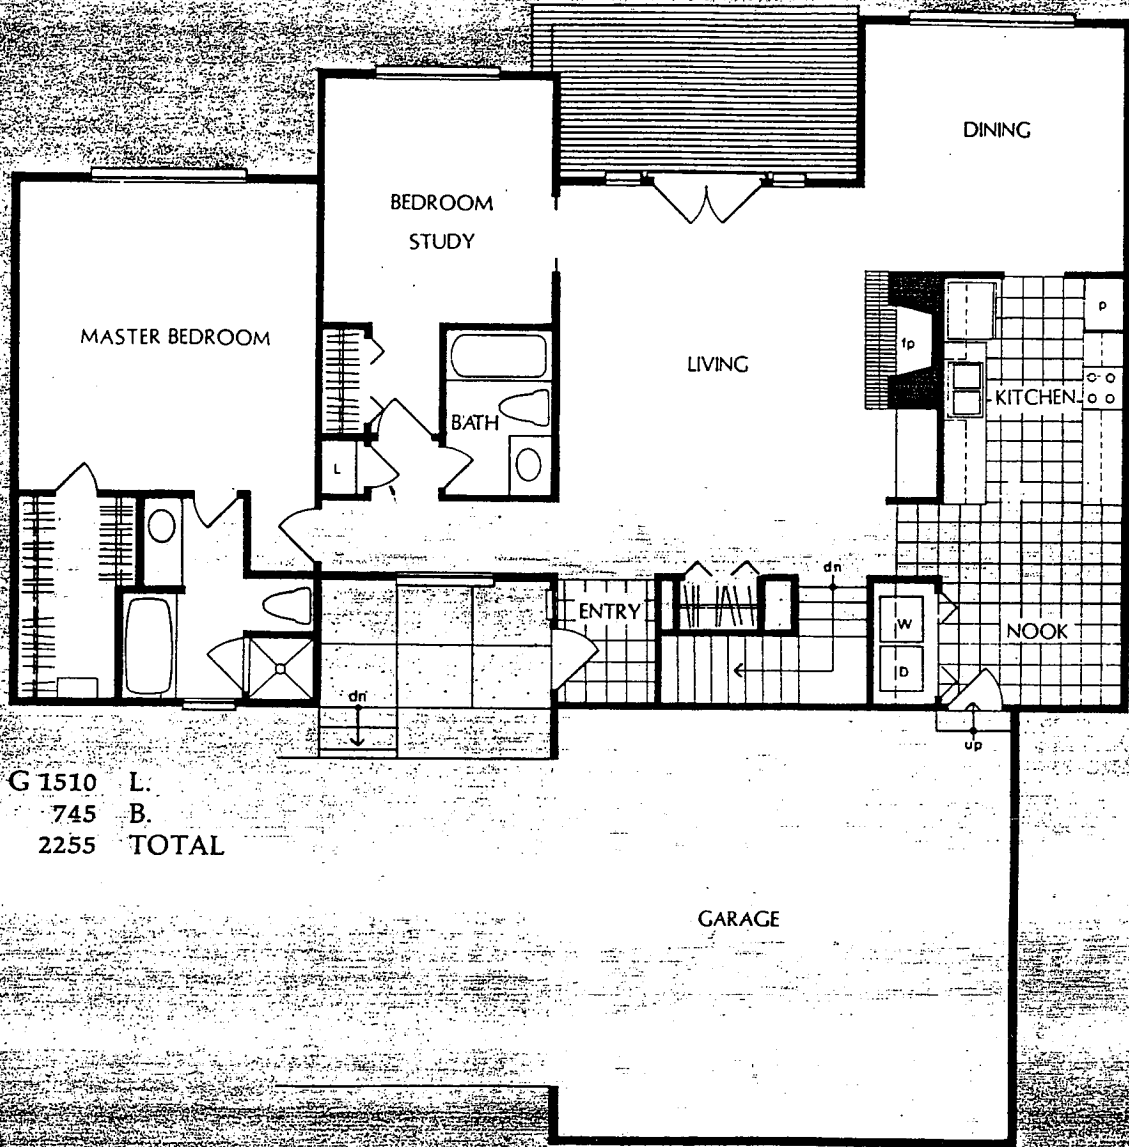 DINING
BEDROOM
STUDY
MASTER BEDROOM
LIVING
fp
p
KITCHEN
BATH
L
dn
ENTRY
W
D
NOOK
dn
up
G 1510 L.
745 B.
2255 TOTAL
GARAGE